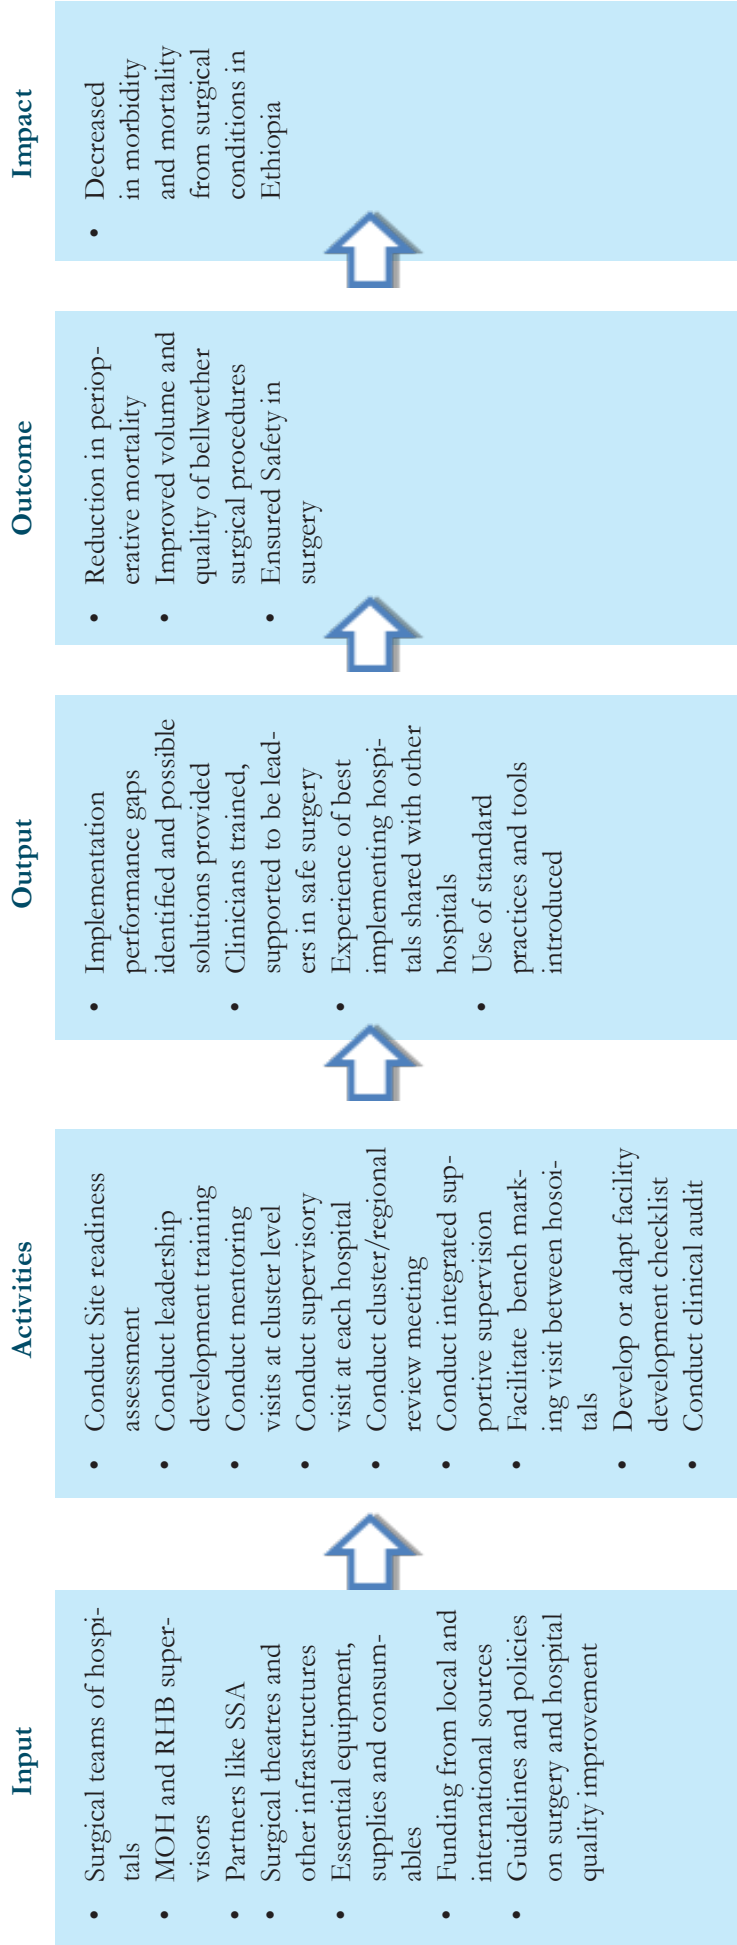 Input
• Surgical teams of hospi-
tals
• MOH and RHB super-
visors
• Partners like SSA
• Surgical theatres and
other infrastructures
• Essential equipment,
supplies and consum-
ables
• Funding from local and
international sources
• Guidelines and policies
on surgery and hospital
quality improvement
Activities
• Conduct Site readiness
assessment
• Conduct leadership
development training
• Conduct mentoring
visits at cluster level
• Conduct supervisory
visit at each hospital
• Conduct cluster/regional
review meeting
• Conduct integrated sup-
portive supervision
• Facilitate bench mark-
ing visit between hosoi-
tals
• Develop or adapt facility
development checklist
• Conduct clinical audit
Output
• Implementation
performance gaps
identified and possible
solutions provided
• Clinicians trained,
supported to be lead-
ers in safe surgery
• Experience of best
implementing hospi-
tals shared with other
hospitals
• Use of standard
practices and tools
introduced
Outcome
• Reduction in periop-
erative mortality
• Improved volume and
quality of bellwether
surgical procedures
• Ensured Safety in
surgery
Impact
• Decreased
in morbidity
and mortality
from surgical
conditions in
Ethiopia